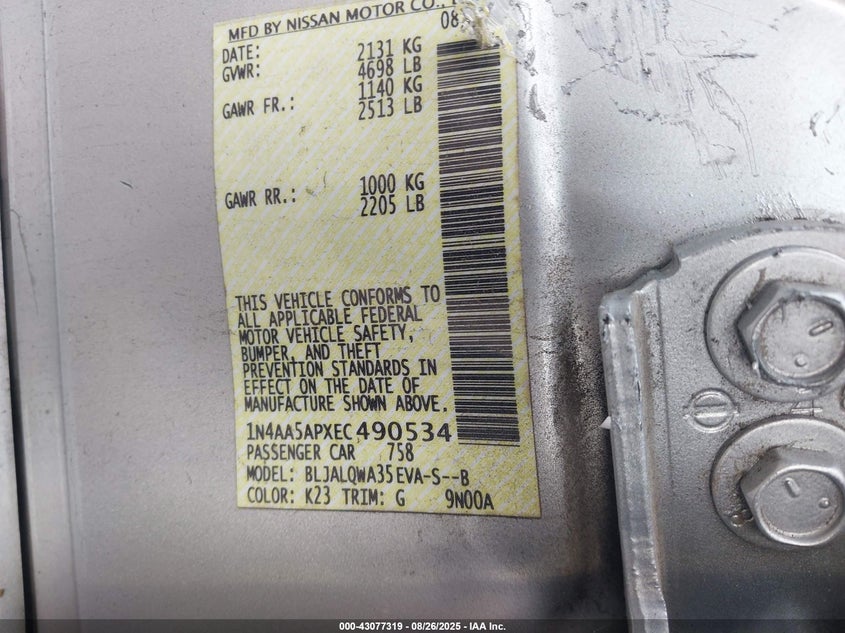 MFD BY NISSAN MOTOR CO.,
DATE: 08
GVWR: 2131 KG
4698 LB
GAWR FR.: 1140 KG
2513 LB
GAWR RR.: 1000 KG
2205 LB
THIS VEHICLE CONFORMS TO
ALL APPLICABLE FEDERAL
MOTOR VEHICLE SAFETY,
BUMPER, AND THEFT
PREVENTION STANDARDS IN
EFFECT ON THE DATE OF
MANUFACTURE SHOWN ABOVE.
1N4AA5APXEC490534
PASSENGER CAR 758
MODEL: BLJALQWA35EVA-S--B
COLOR: K23 TRIM: G 9N00A
000-43077319 - 08/26/2025 - IAA Inc.